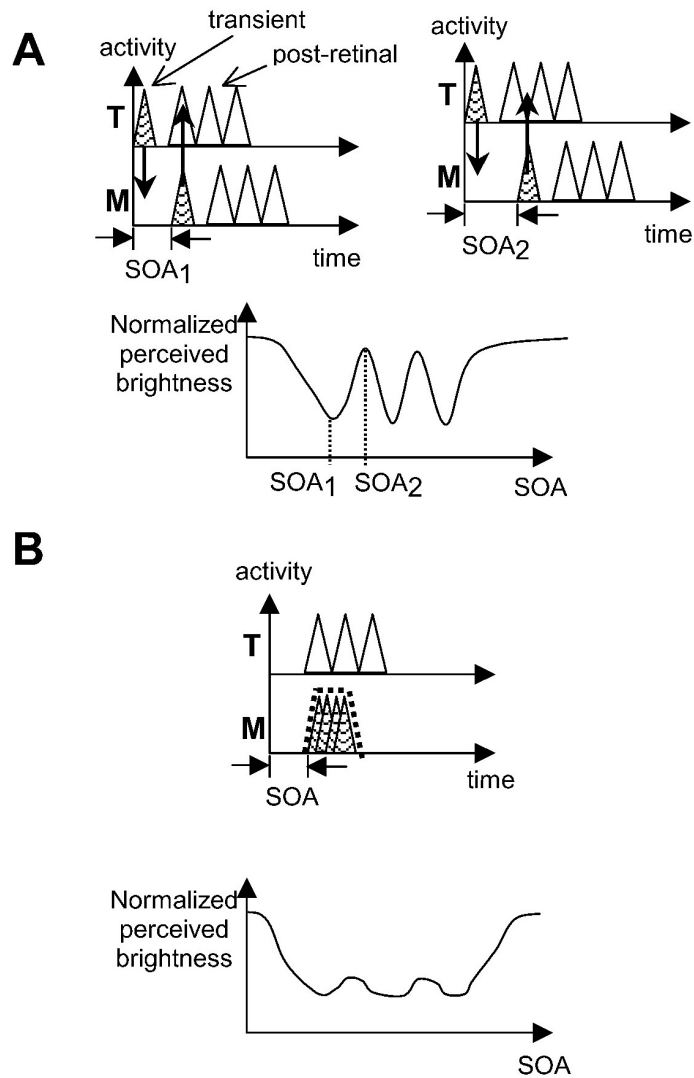 A
transient
activity
post-retinal
T
M
SOA1
time
activity
T
M
SOA2
time
Normalized
perceived
brightness
SOA1
SOA2
SOA
B
activity
T
M
SOA
time
Normalized
perceived
brightness
SOA